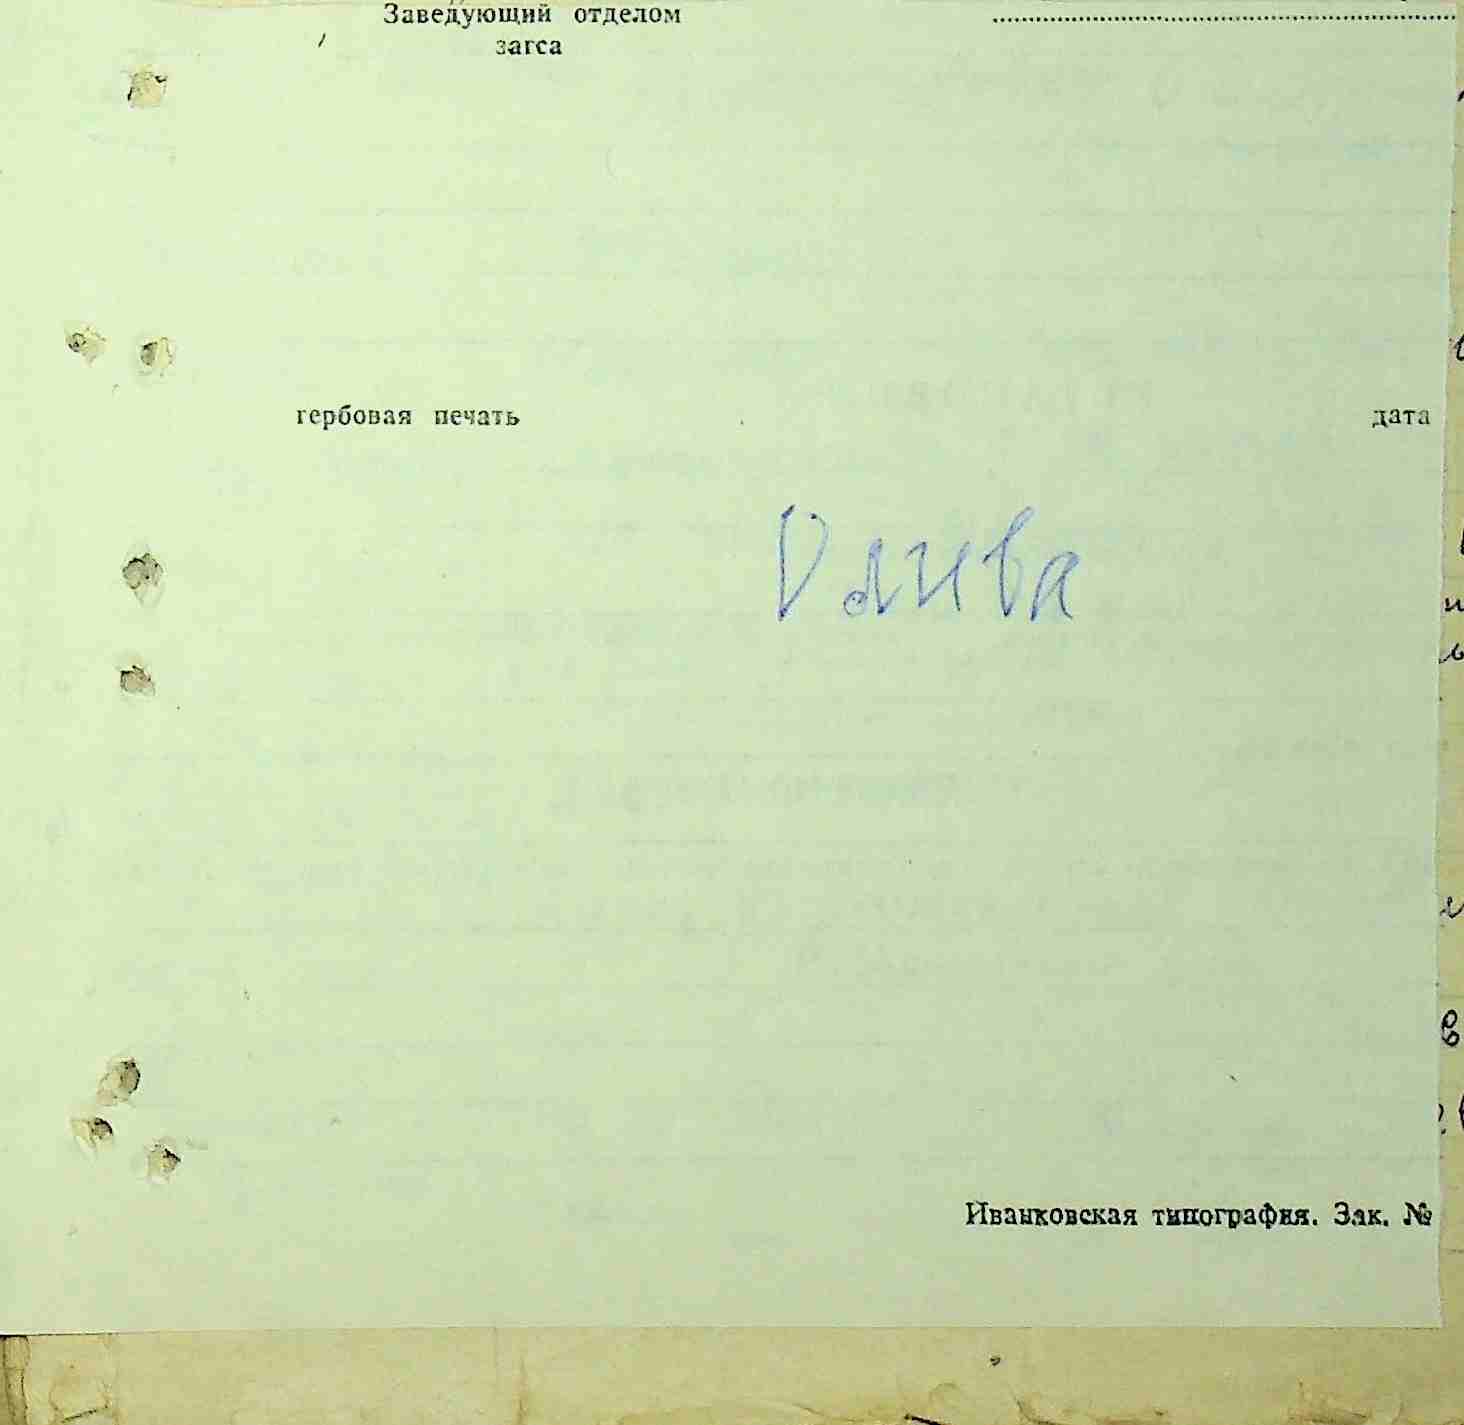 Заведующий отделом
загса
гербовая печать дата
Олива
Иванковская типография. Зак. №